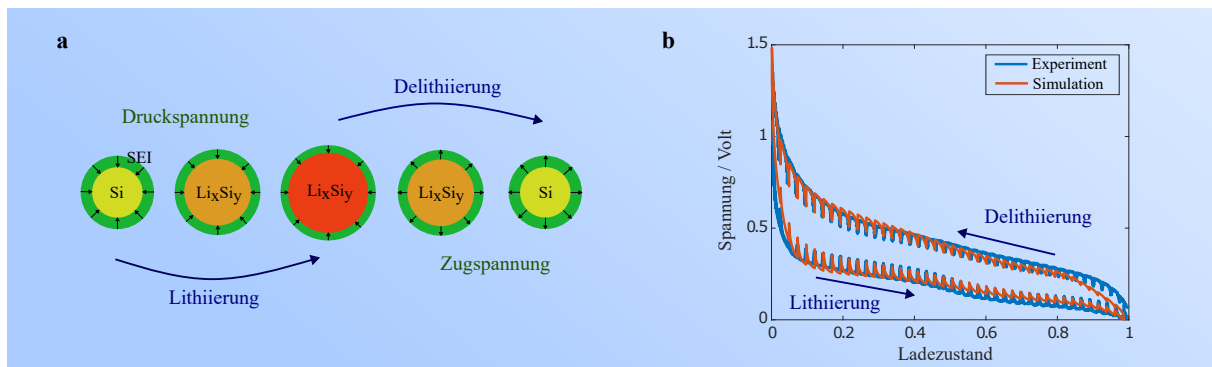 a
Delithiierung
Druckspannung
SEI
Si
LixSiy
LixSiy
LixSiy
Si
Zugspannung
Lithiierung
b
1.5
1
0.5
0
Spannung / Volt
Experiment
Simulation
Delithiierung
Lithiierung
0 0.2 0.4 0.6 0.8 1
Ladezustand